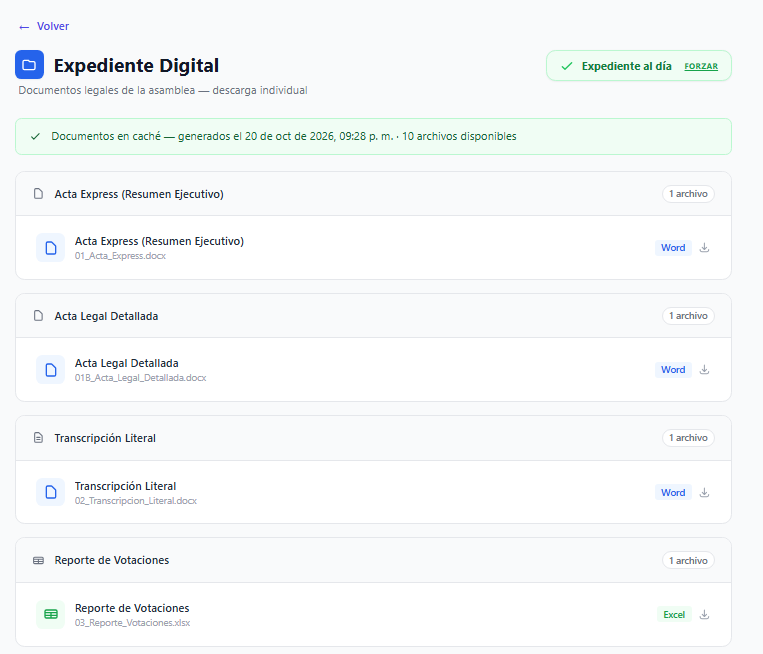 ← Volver
Expediente Digital
Expediente al día FORZAR
Documentos legales de la asamblea — descarga individual
Documentos en caché — generados el 20 de oct de 2026, 09:28 p. m. · 10 archivos disponibles
Acta Express (Resumen Ejecutivo) 1 archivo
Acta Express (Resumen Ejecutivo)
01_Acta_Express.docx
Word
Acta Legal Detallada 1 archivo
Acta Legal Detallada
01B_Acta_Legal_Detallada.docx
Word
Transcripción Literal 1 archivo
Transcripción Literal
02_Transcripcion_Literal.docx
Word
Reporte de Votaciones 1 archivo
Reporte de Votaciones
03_Reporte_Votaciones.xlsx
Excel